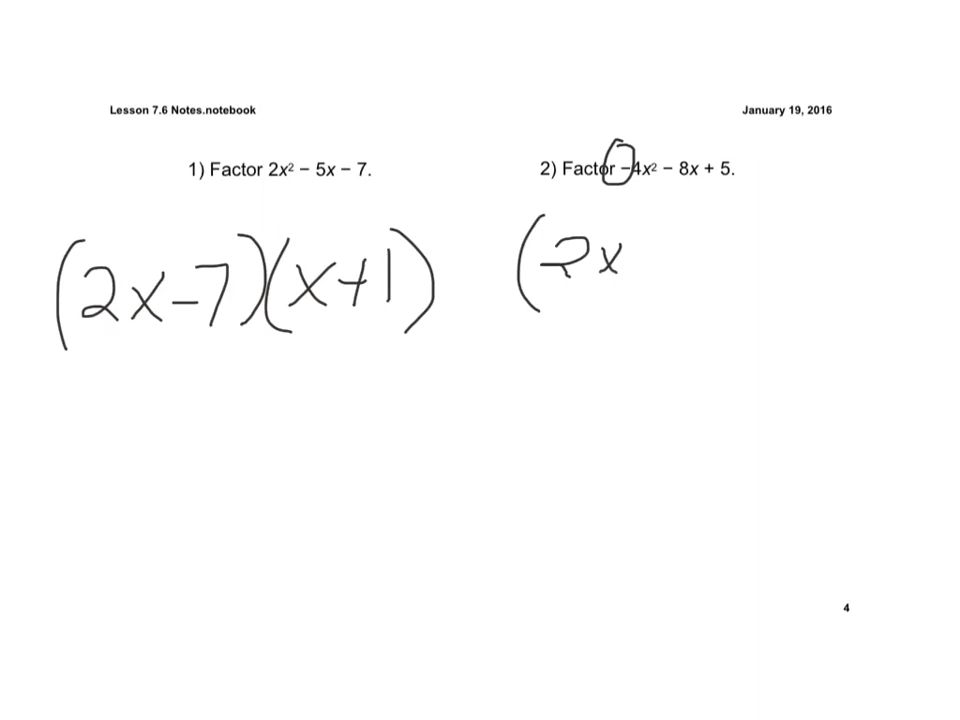 Lesson 7.6 Notes.notebook January 19, 2016
1) Factor 2x² − 5x − 7. 2) Factor −4x² − 8x + 5.
(2x-7)(x+1) (2x
4